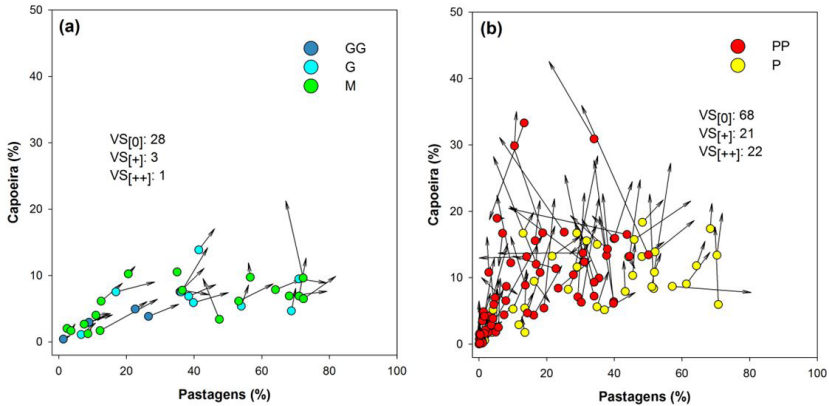 (a)
GG
G
M
VS[0]: 28
VS[+]: 3
VS[++]: 1
Capoeira (%)
50
40
30
20
10
0
0 20 40 60 80 100
Pastagens (%)
(b)
PP
P
VS[0]: 68
VS[+]: 21
VS[++]: 22
Capoeira (%)
50
40
30
20
10
0
0 20 40 60 80 100
Pastagens (%)